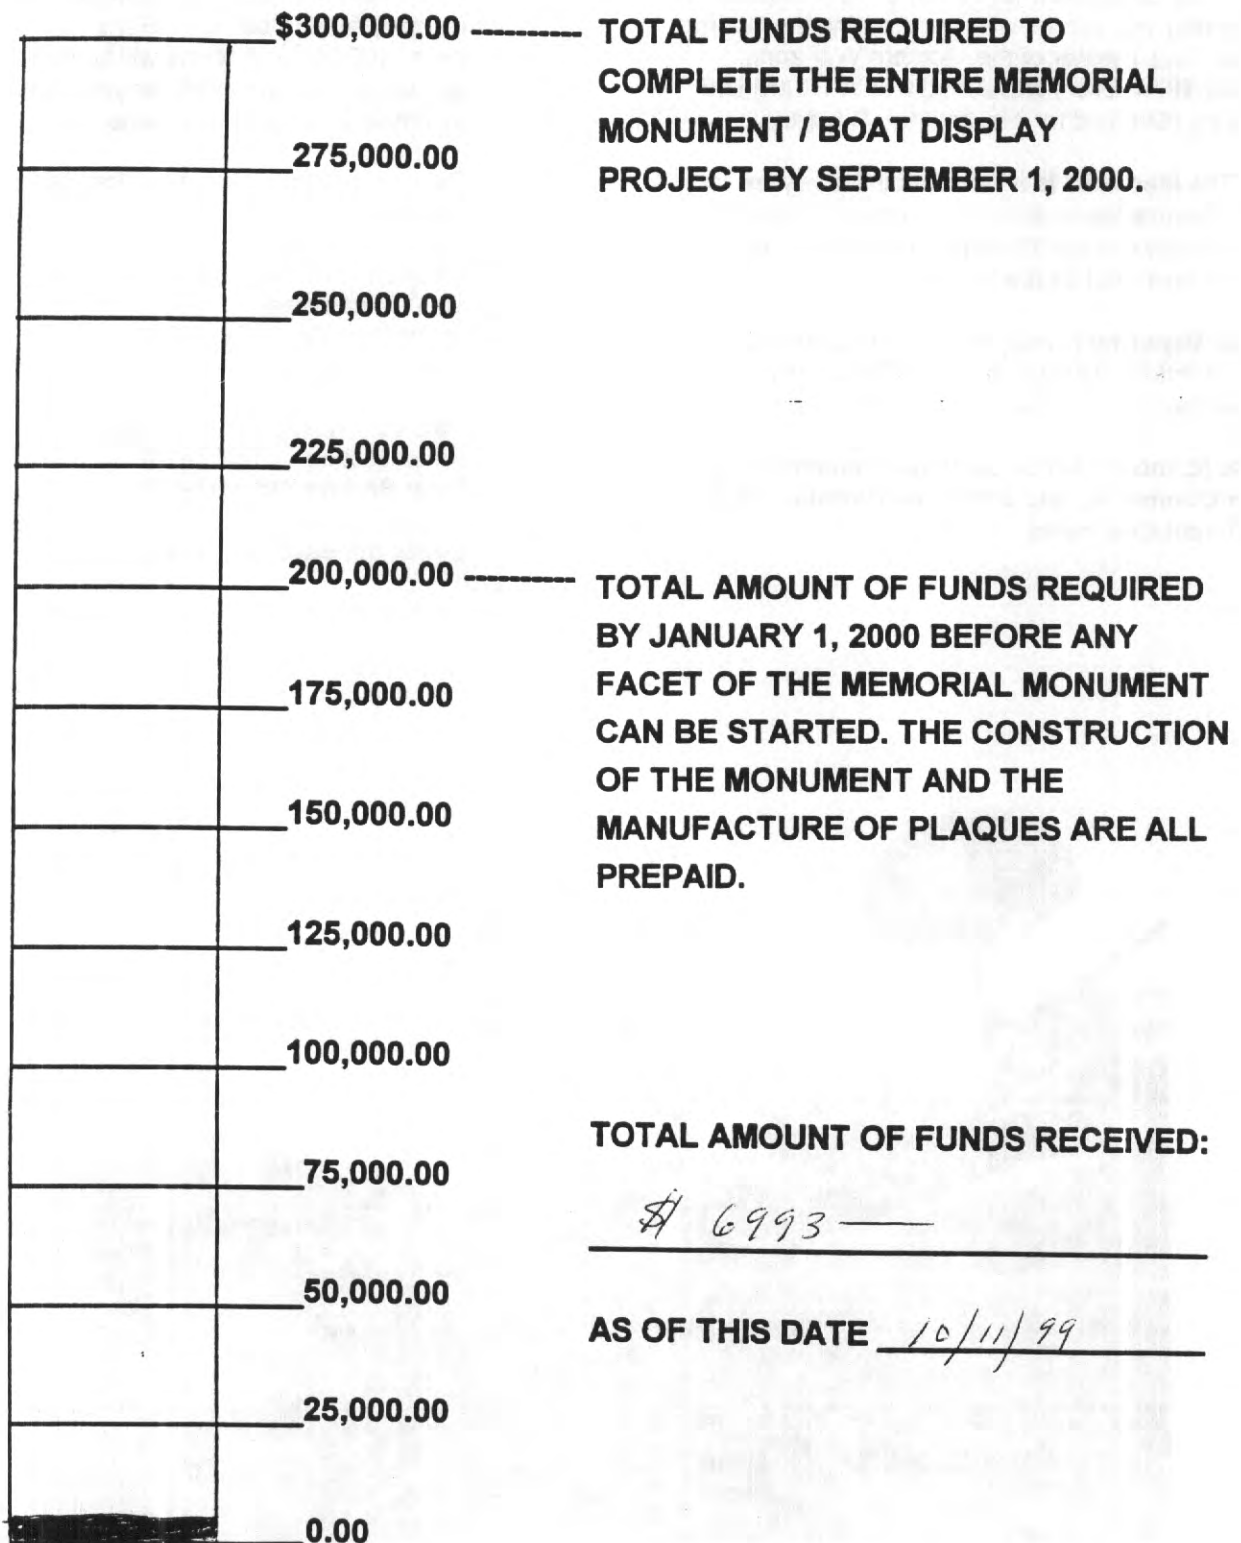 $300,000.00 --------- TOTAL FUNDS REQUIRED TO
COMPLETE THE ENTIRE MEMORIAL
MONUMENT / BOAT DISPLAY
275,000.00
PROJECT BY SEPTEMBER 1, 2000.
250,000.00
225,000.00
200,000.00 --------- TOTAL AMOUNT OF FUNDS REQUIRED
BY JANUARY 1, 2000 BEFORE ANY
FACET OF THE MEMORIAL MONUMENT
175,000.00
CAN BE STARTED. THE CONSTRUCTION
OF THE MONUMENT AND THE
150,000.00
MANUFACTURE OF PLAQUES ARE ALL
PREPAID.
125,000.00
100,000.00
TOTAL AMOUNT OF FUNDS RECEIVED:
75,000.00
$ 6993—
50,000.00
AS OF THIS DATE 10/11/99
25,000.00
0.00